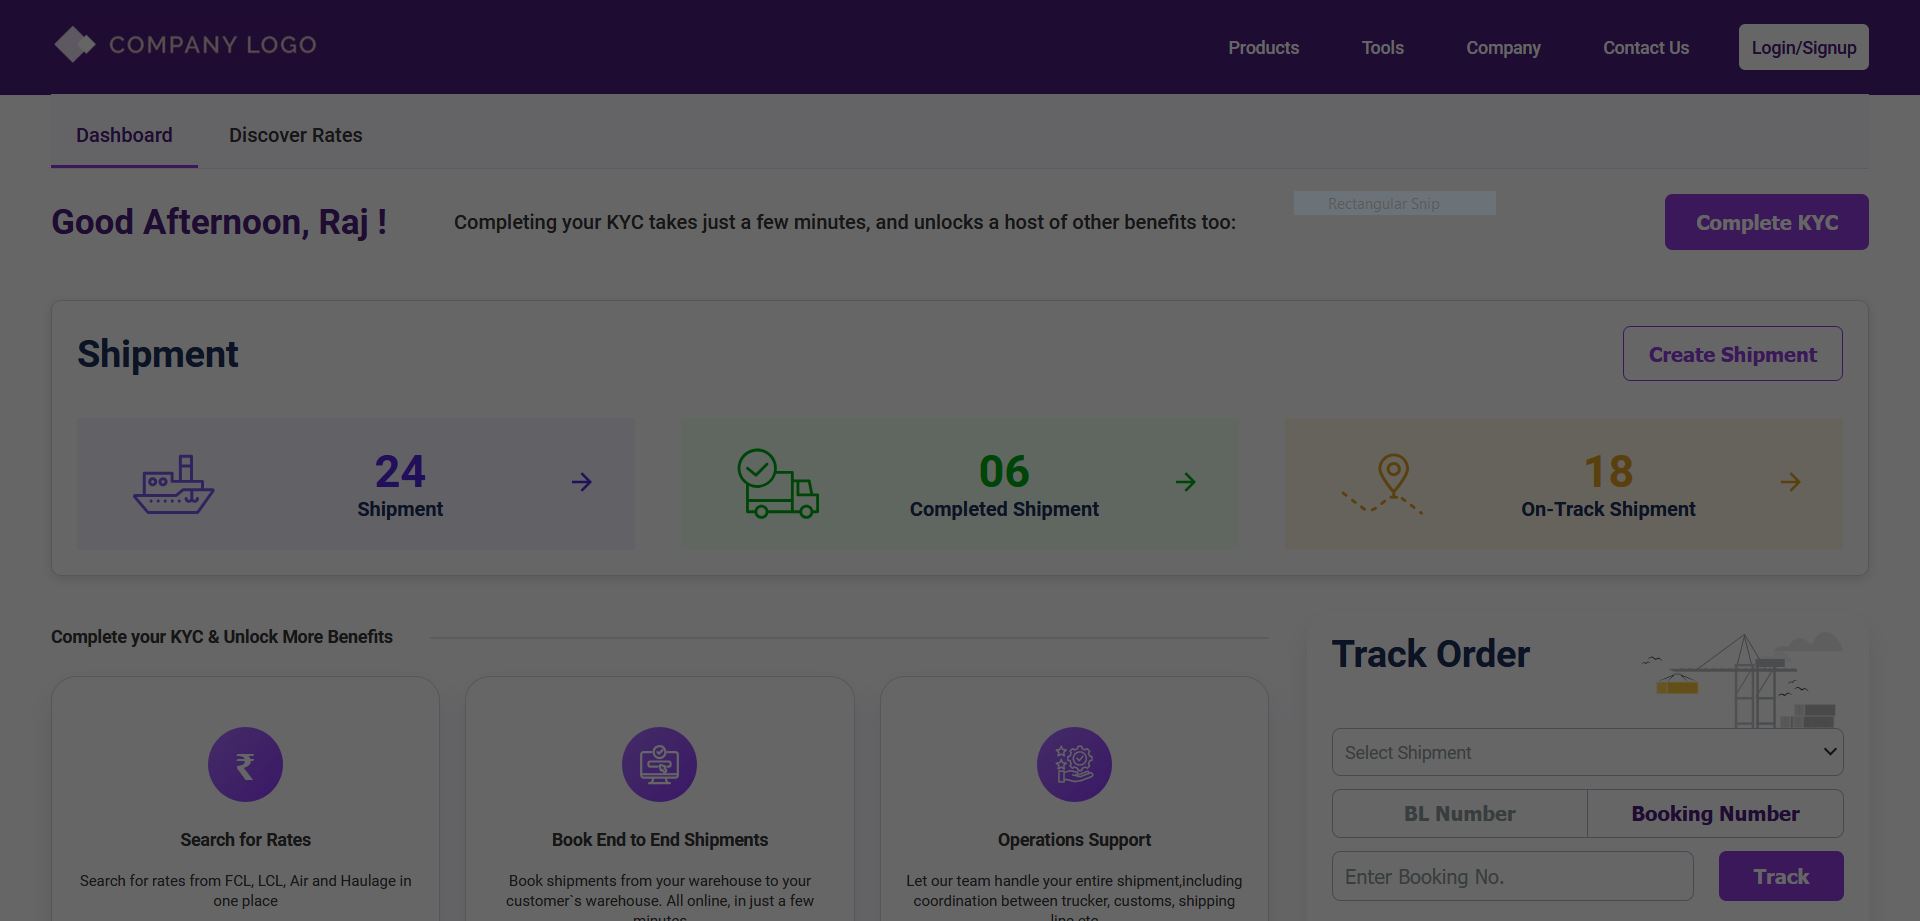 COMPANY LOGO
Products
Tools
Company
Contact Us
Login/Signup
Dashboard
Discover Rates
Good Afternoon, Raj !
Completing your KYC takes just a few minutes, and unlocks a host of other benefits too:
Rectangular Snip
Complete KYC
Shipment
Create Shipment
24
Shipment
06
Completed Shipment
18
On-Track Shipment
Complete your KYC & Unlock More Benefits
Search for Rates
Search for rates from FCL, LCL, Air and Haulage in
one place
Book End to End Shipments
Book shipments from your warehouse to your
customer`s warehouse. All online, in just a few
minutes
Operations Support
Let our team handle your entire shipment,including
coordination between trucker, customs, shipping
line etc
Track Order
Select Shipment
BL Number
Booking Number
Enter Booking No.
Track